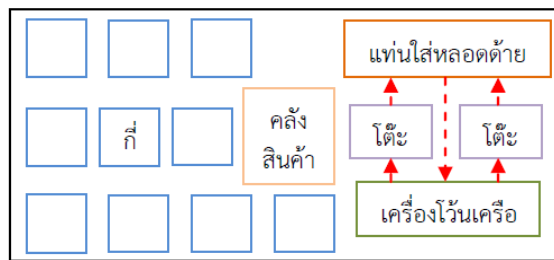 แท่นใส่หลอดด้าย
กี่
คลัง
สินค้า
โต๊ะ
โต๊ะ
เครื่องโว้นเครือ